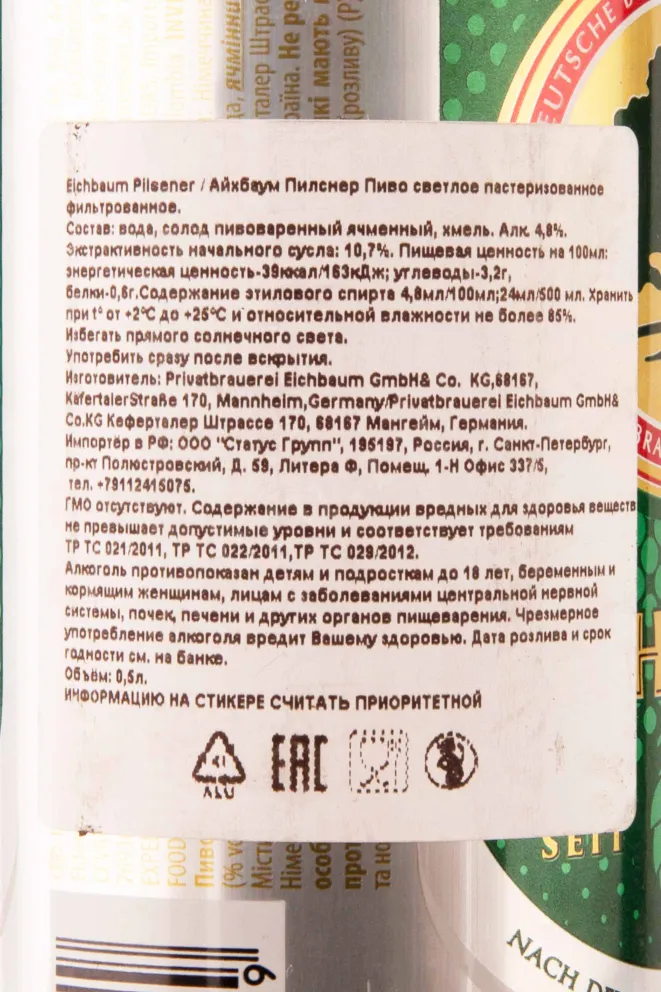 Eichbaum Pilsener / Айхбаум Пилснер Пиво светлое пастеризованное
фильтрованное.
Состав: вода, солод пивоваренный ячменный, хмель. Алк. 4,8%.
Экстрактивность начального сусла: 10,7%. Пищевая ценность на 100мл:
энергетическая ценность-39ккал/163кДж; углеводы-3,2г,
белки-0,6г.Содержание этилового спирта 4,8мл/100мл;24мл/500 мл. Хранить
при t° от +2°C до +25°C и относительной влажности не более 85%.
Избегать прямого солнечного света.
Употребить сразу после вскрытия.
Изготовитель: Privatbrauerei Eichbaum GmbH& Co. KG,68167,
KäfertalerStraße 170, Mannheim,Germany/Privatbrauerei Eichbaum GmbH&
Co.KG Кеферталер Штрассе 170, 68167 Мангейм, Германия.
Импортёр в РФ: ООО "Статус Групп", 195197, Россия, г. Санкт-Петербург,
пр-кт Полюстровский, Д. 59, Литера Ф, Помещ. 1-Н Офис 337/5,
тел. +79112415075.
ГМО отсутствуют. Содержание в продукции вредных для здоровья веществ
не превышает допустимые уровни и соответствует требованиям
ТР ТС 021/2011, ТР ТС 022/2011,ТР ТС 029/2012.
Алкоголь противопоказан детям и подросткам до 18 лет, беременным и
кормящим женщинам, лицам с заболеваниями центральной нервной
системы, почек, печени и других органов пищеварения. Чрезмерное
употребление алкоголя вредит Вашему здоровью. Дата розлива и срок
годности см. на банке.
Объём: 0,5л.
ИНФОРМАЦИЮ НА СТИКЕРЕ СЧИТАТЬ ПРИОРИТЕТНОЙ
41
ALU
EAC
NACH